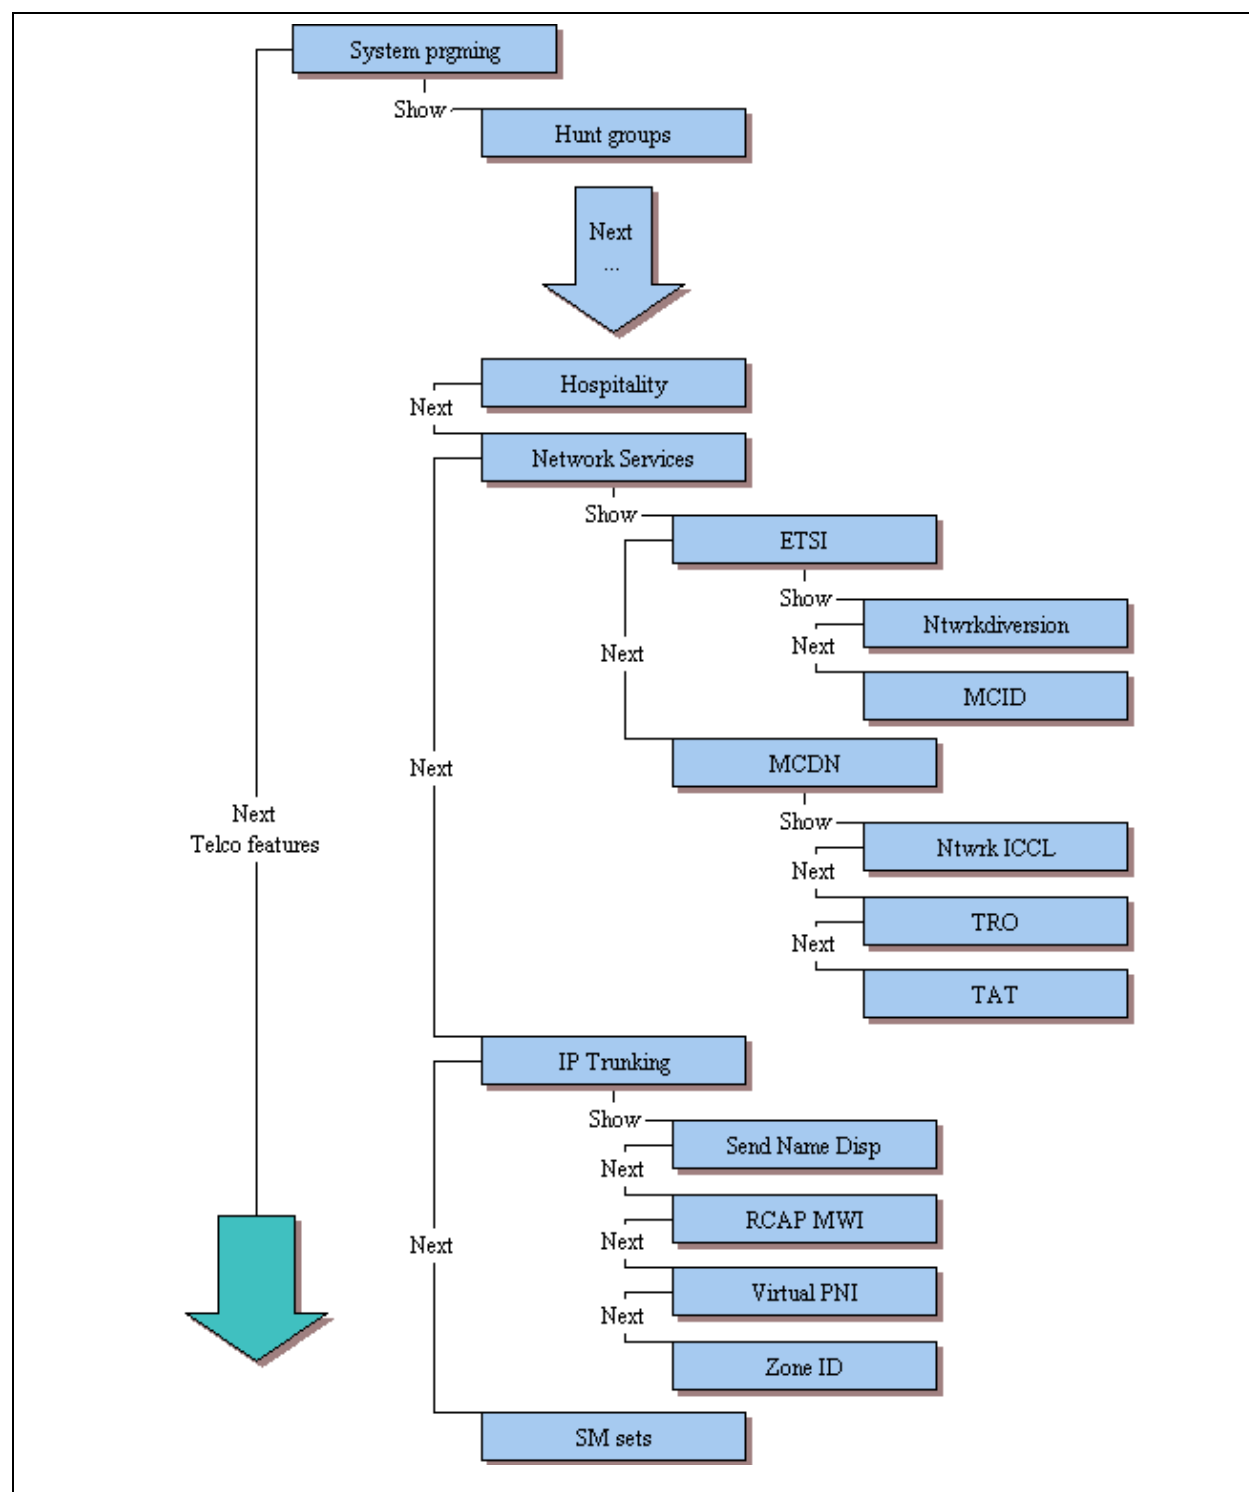 System prgming
Show
Hunt groups
Next
...
Hospitality
Next
Network Services
Show
ETSI
Show
Ntwrkdiversion
Next
Next
MCID
MCDN
Next
Next
Telco features
Show
Ntwrk ICCL
Next
TRO
Next
TAT
IP Trunking
Show
Send Name Disp
Next
RCAP MWI
Next
Next
Virtual PNI
Next
Zone ID
SM sets